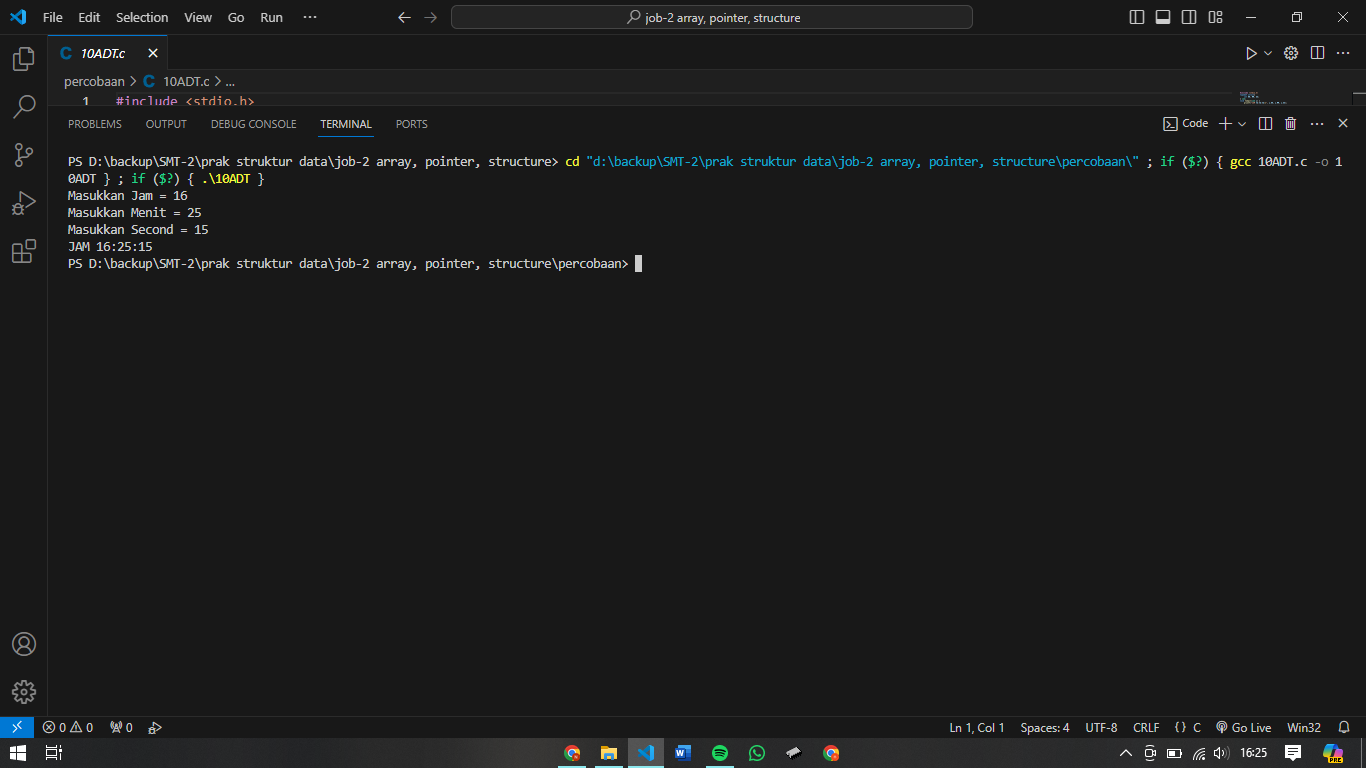 File Edit Selection View Go Run ··· job-2 array, pointer, structure
C 10ADT.c
percobaan > C 10ADT.c > ...
1 #include <stdio.h>
PROBLEMS OUTPUT DEBUG CONSOLE TERMINAL PORTS Code
PS D:\backup\SMT-2\prak struktur data\job-2 array, pointer, structure> cd "d:\backup\SMT-2\prak struktur data\job-2 array, pointer, structure\percobaan\" ; if ($?) { gcc 10ADT.c -o 1
0ADT } ; if ($?) { .\10ADT }
Masukkan Jam = 16
Masukkan Menit = 25
Masukkan Second = 15
JAM 16:25:15
PS D:\backup\SMT-2\prak struktur data\job-2 array, pointer, structure\percobaan>
0 0 0 Ln 1, Col 1 Spaces: 4 UTF-8 CRLF {} C Go Live Win32
16:25